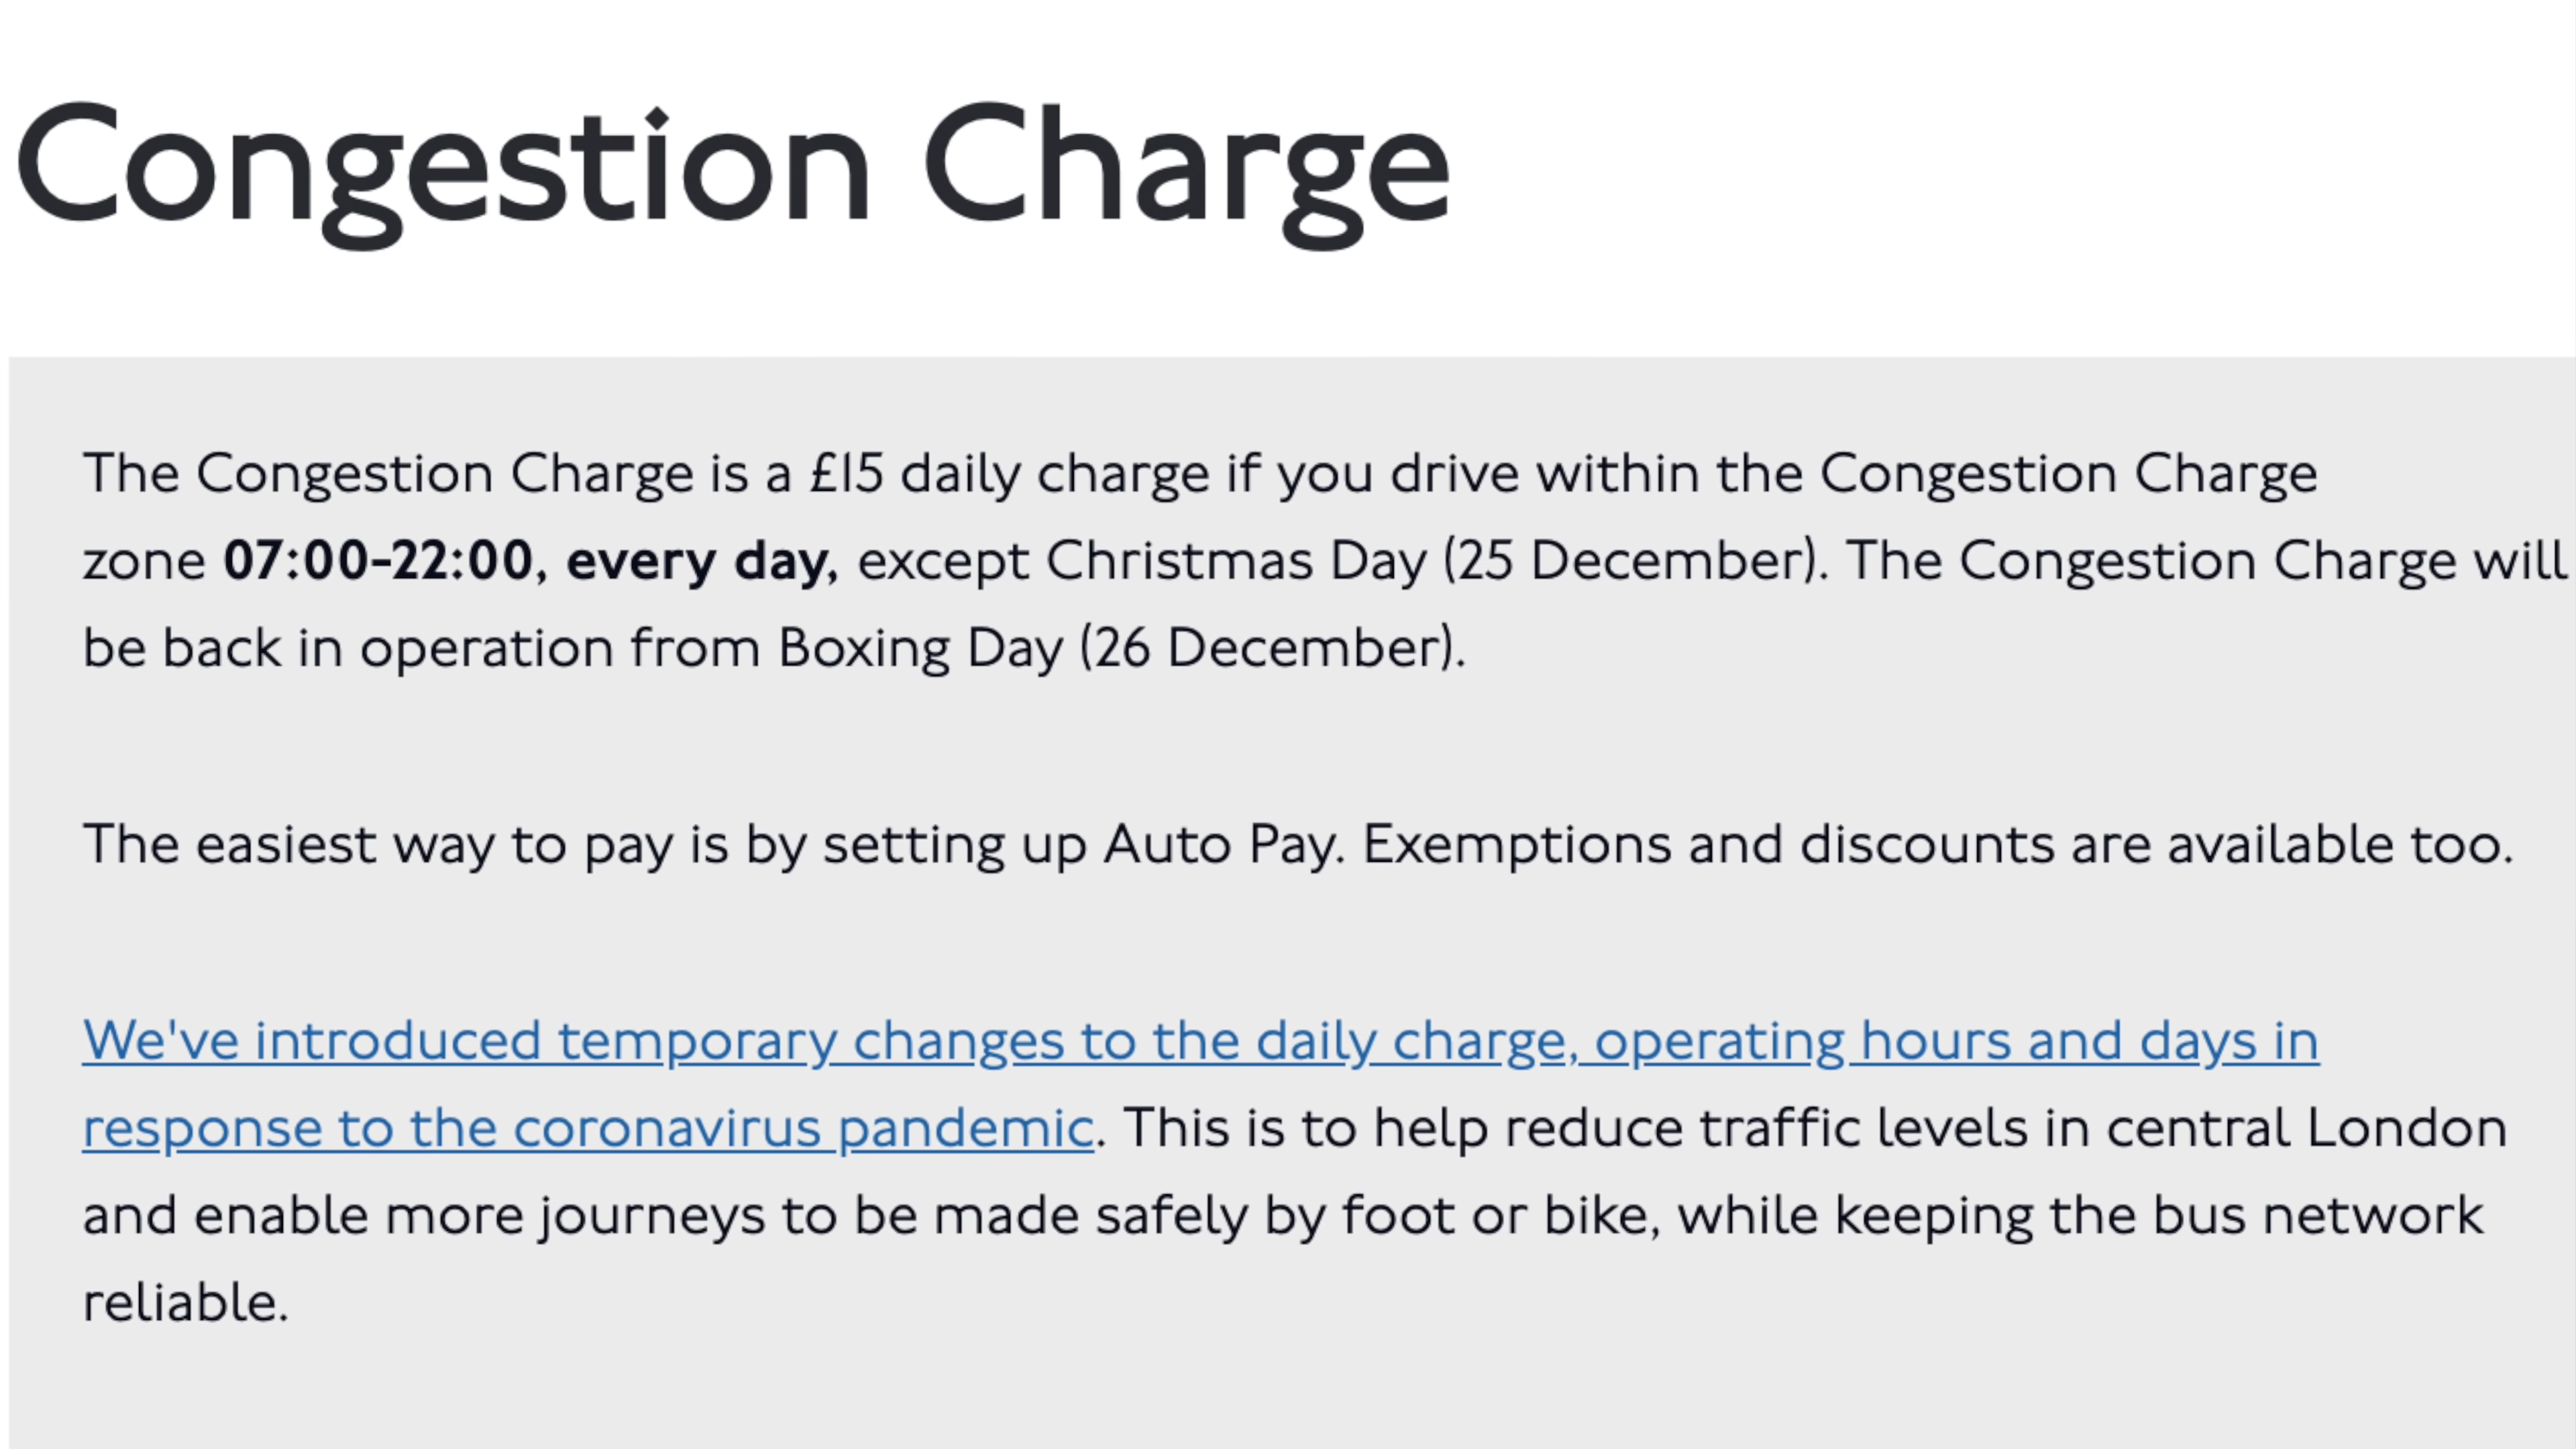 Congestion Charge
The Congestion Charge is a £15 daily charge if you drive within the Congestion Charge
zone 07:00-22:00, every day, except Christmas Day (25 December). The Congestion Charge will
be back in operation from Boxing Day (26 December).
The easiest way to pay is by setting up Auto Pay. Exemptions and discounts are available too.
We've introduced temporary changes to the daily charge, operating hours and days in
response to the coronavirus pandemic. This is to help reduce traffic levels in central London
and enable more journeys to be made safely by foot or bike, while keeping the bus network
reliable.